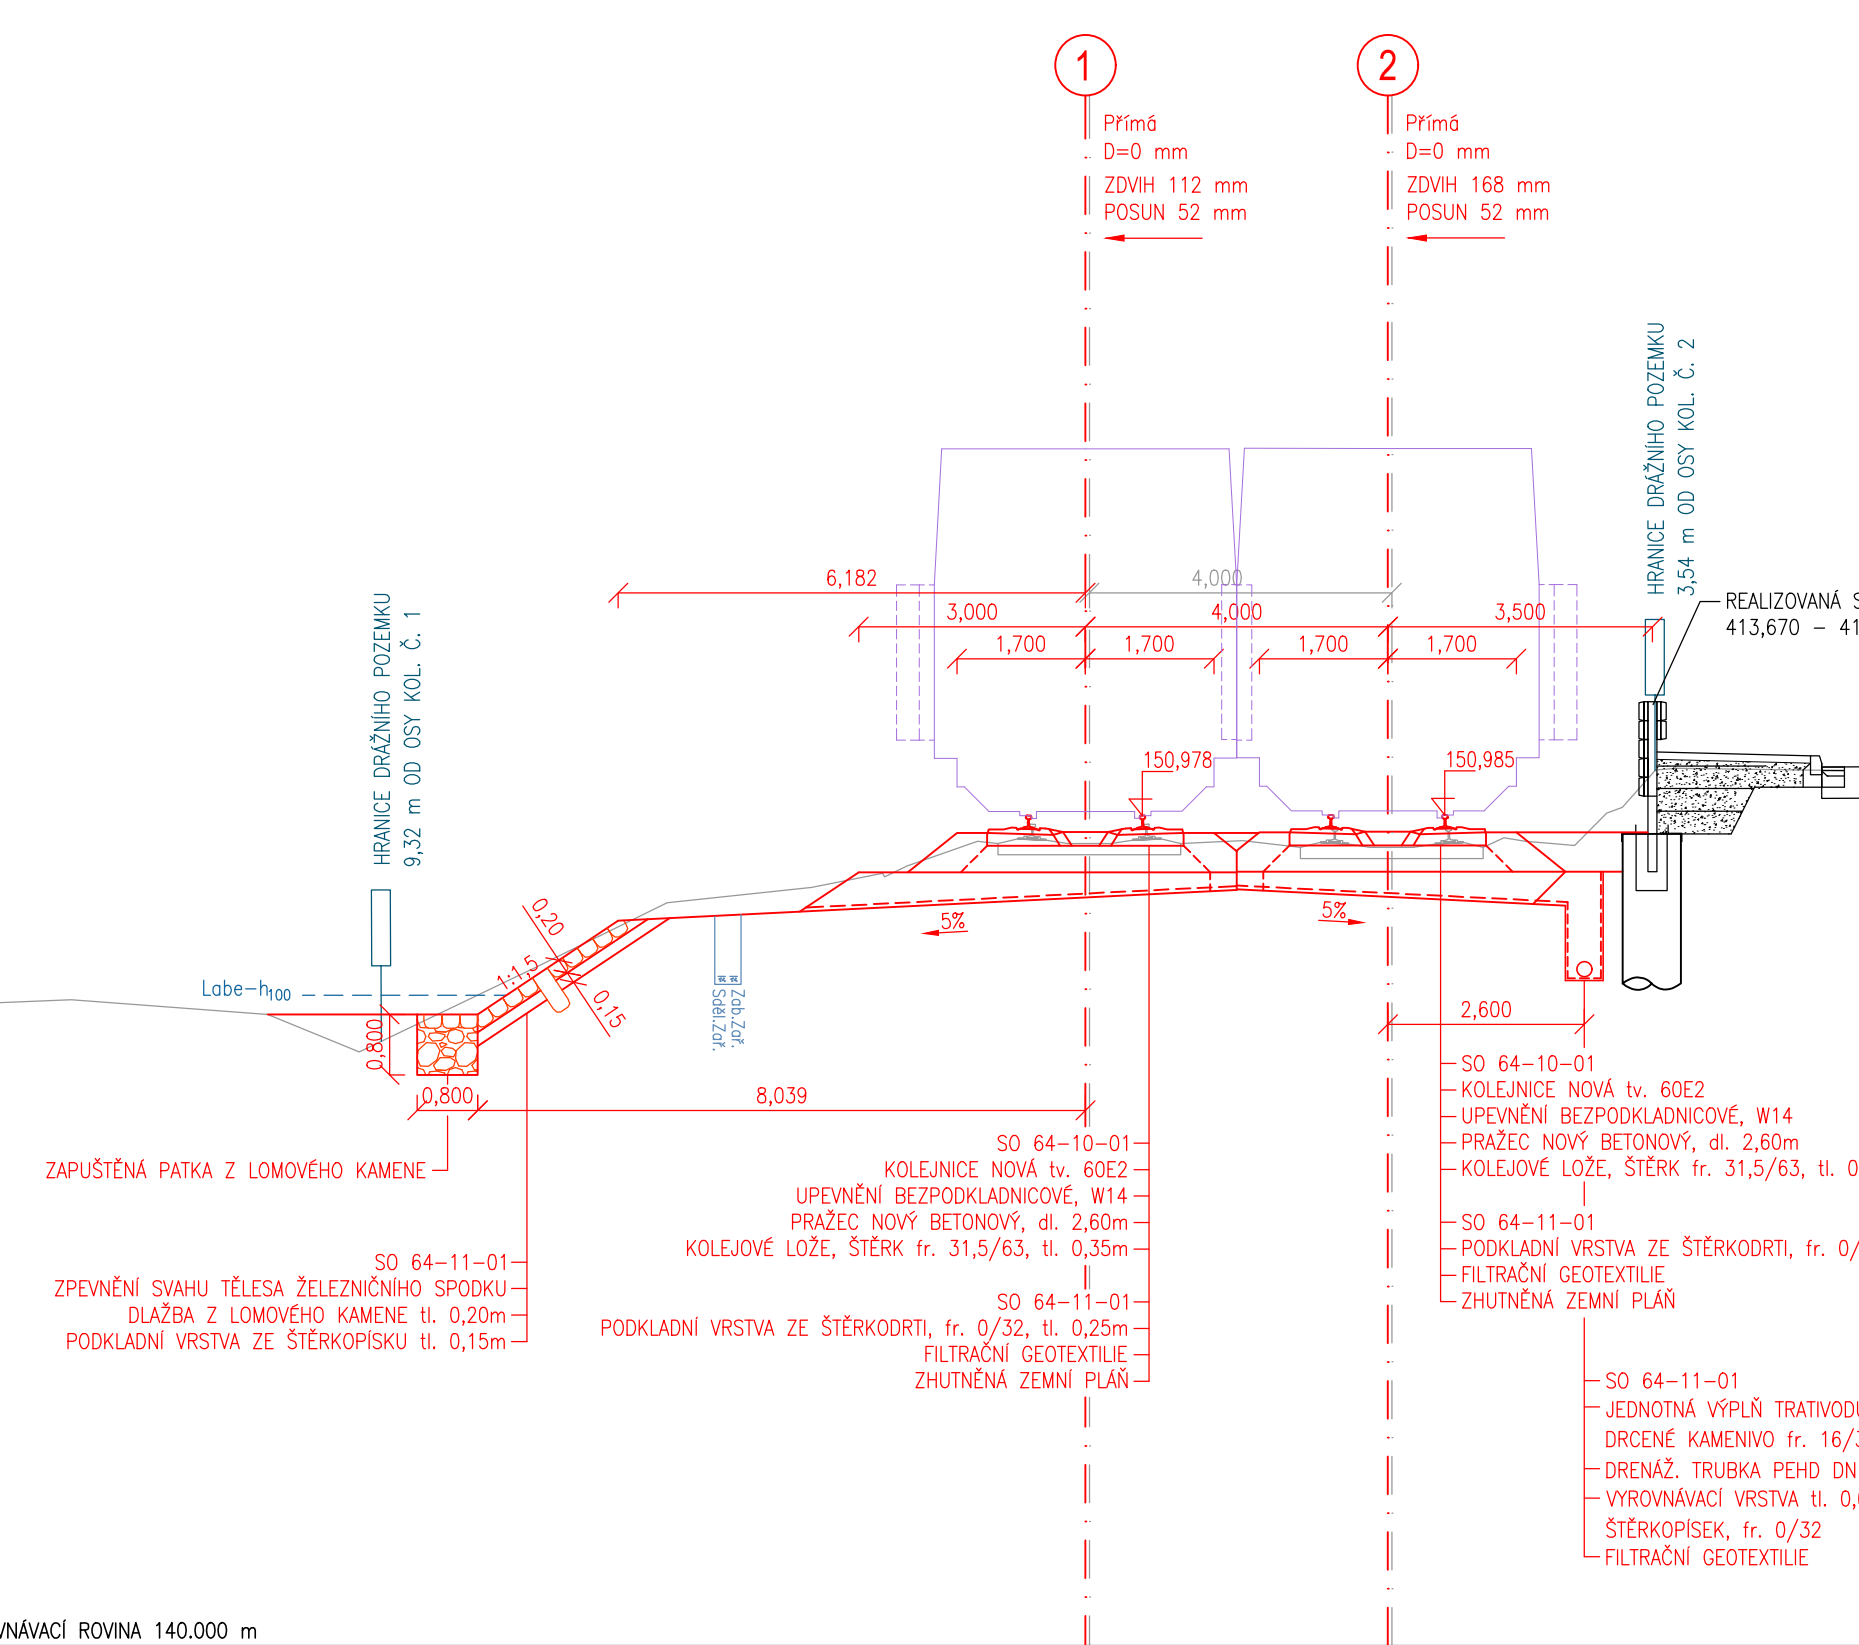 1
2
Přímá
D=0 mm
ZDVIH 112 mm
POSUN 52 mm
Přímá
D=0 mm
ZDVIH 168 mm
POSUN 52 mm
HRANICE DRÁŽNÍHO POZEMKU
3,54 m OD OSY KOL. Č. 2
HRANICE DRÁŽNÍHO POZEMKU
9,32 m OD OSY KOL. Č. 1
REALIZOVANÁ
413,670 –
6,182
4,000
3,000
4,000
3,500
1,700
1,700
1,700
1,700
150,978
150,985
0,20
1:1,5
0,15
5%
5%
Labe-h100
Zab.Zař.
Sděl.Zař.
0,800
0,800
8,039
2,600
ZAPUŠTĚNÁ PATKA Z LOMOVÉHO KAMENE
SO 64-11-01
ZPEVNĚNÍ SVAHU TĚLESA ŽELEZNIČNÍHO SPODKU
DLAŽBA Z LOMOVÉHO KAMENE tl. 0,20m
PODKLADNÍ VRSTVA ZE ŠTĚRKOPÍSKU tl. 0,15m
SO 64-10-01
KOLEJNICE NOVÁ tv. 60E2
UPEVNĚNÍ BEZPODKLADNICOVÉ, W14
PRAŽEC NOVÝ BETONOVÝ, dl. 2,60m
KOLEJOVÉ LOŽE, ŠTĚRK fr. 31,5/63, tl. 0,35m
SO 64-11-01
PODKLADNÍ VRSTVA ZE ŠTĚRKODRTI, fr. 0/32, tl. 0,25m
FILTRAČNÍ GEOTEXTILIE
ZHUTNĚNÁ ZEMNÍ PLÁŇ
SO 64-10-01
KOLEJNICE NOVÁ tv. 60E2
UPEVNĚNÍ BEZPODKLADNICOVÉ, W14
PRAŽEC NOVÝ BETONOVÝ, dl. 2,60m
KOLEJOVÉ LOŽE, ŠTĚRK fr. 31,5/63, tl.
SO 64-11-01
PODKLADNÍ VRSTVA ZE ŠTĚRKODRTI, fr. 0/
FILTRAČNÍ GEOTEXTILIE
ZHUTNĚNÁ ZEMNÍ PLÁŇ
SO 64-11-01
JEDNOTNÁ VÝPLŇ TRATIVODU
DRCENÉ KAMENIVO fr. 16/
DRENÁŽ. TRUBKA PEHD DN
VYROVNÁVACÍ VRSTVA tl. 0,
ŠTĚRKOPÍSEK, fr. 0/32
FILTRAČNÍ GEOTEXTILIE
VNÁVACÍ ROVINA 140.000 m